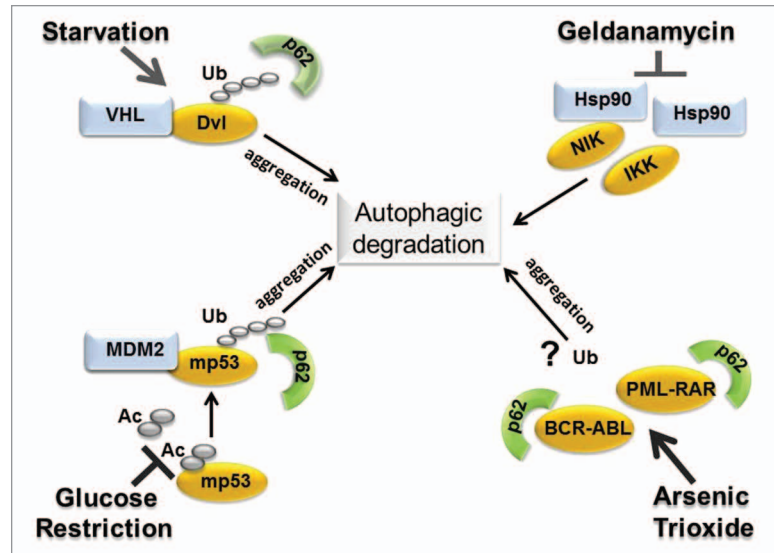 Starvation
p62
Ub
VHL
Dvl
aggregation
Geldanamycin
Hsp90
Hsp90
NIK
IKK
Autophagic
degradation
aggregation
Ub
MDM2
mp53
p62
Ac
Ac
mp53
Glucose
Restriction
aggregation
? Ub
p62
PML-RAR
p62
BCR-ABL
Arsenic
Trioxide